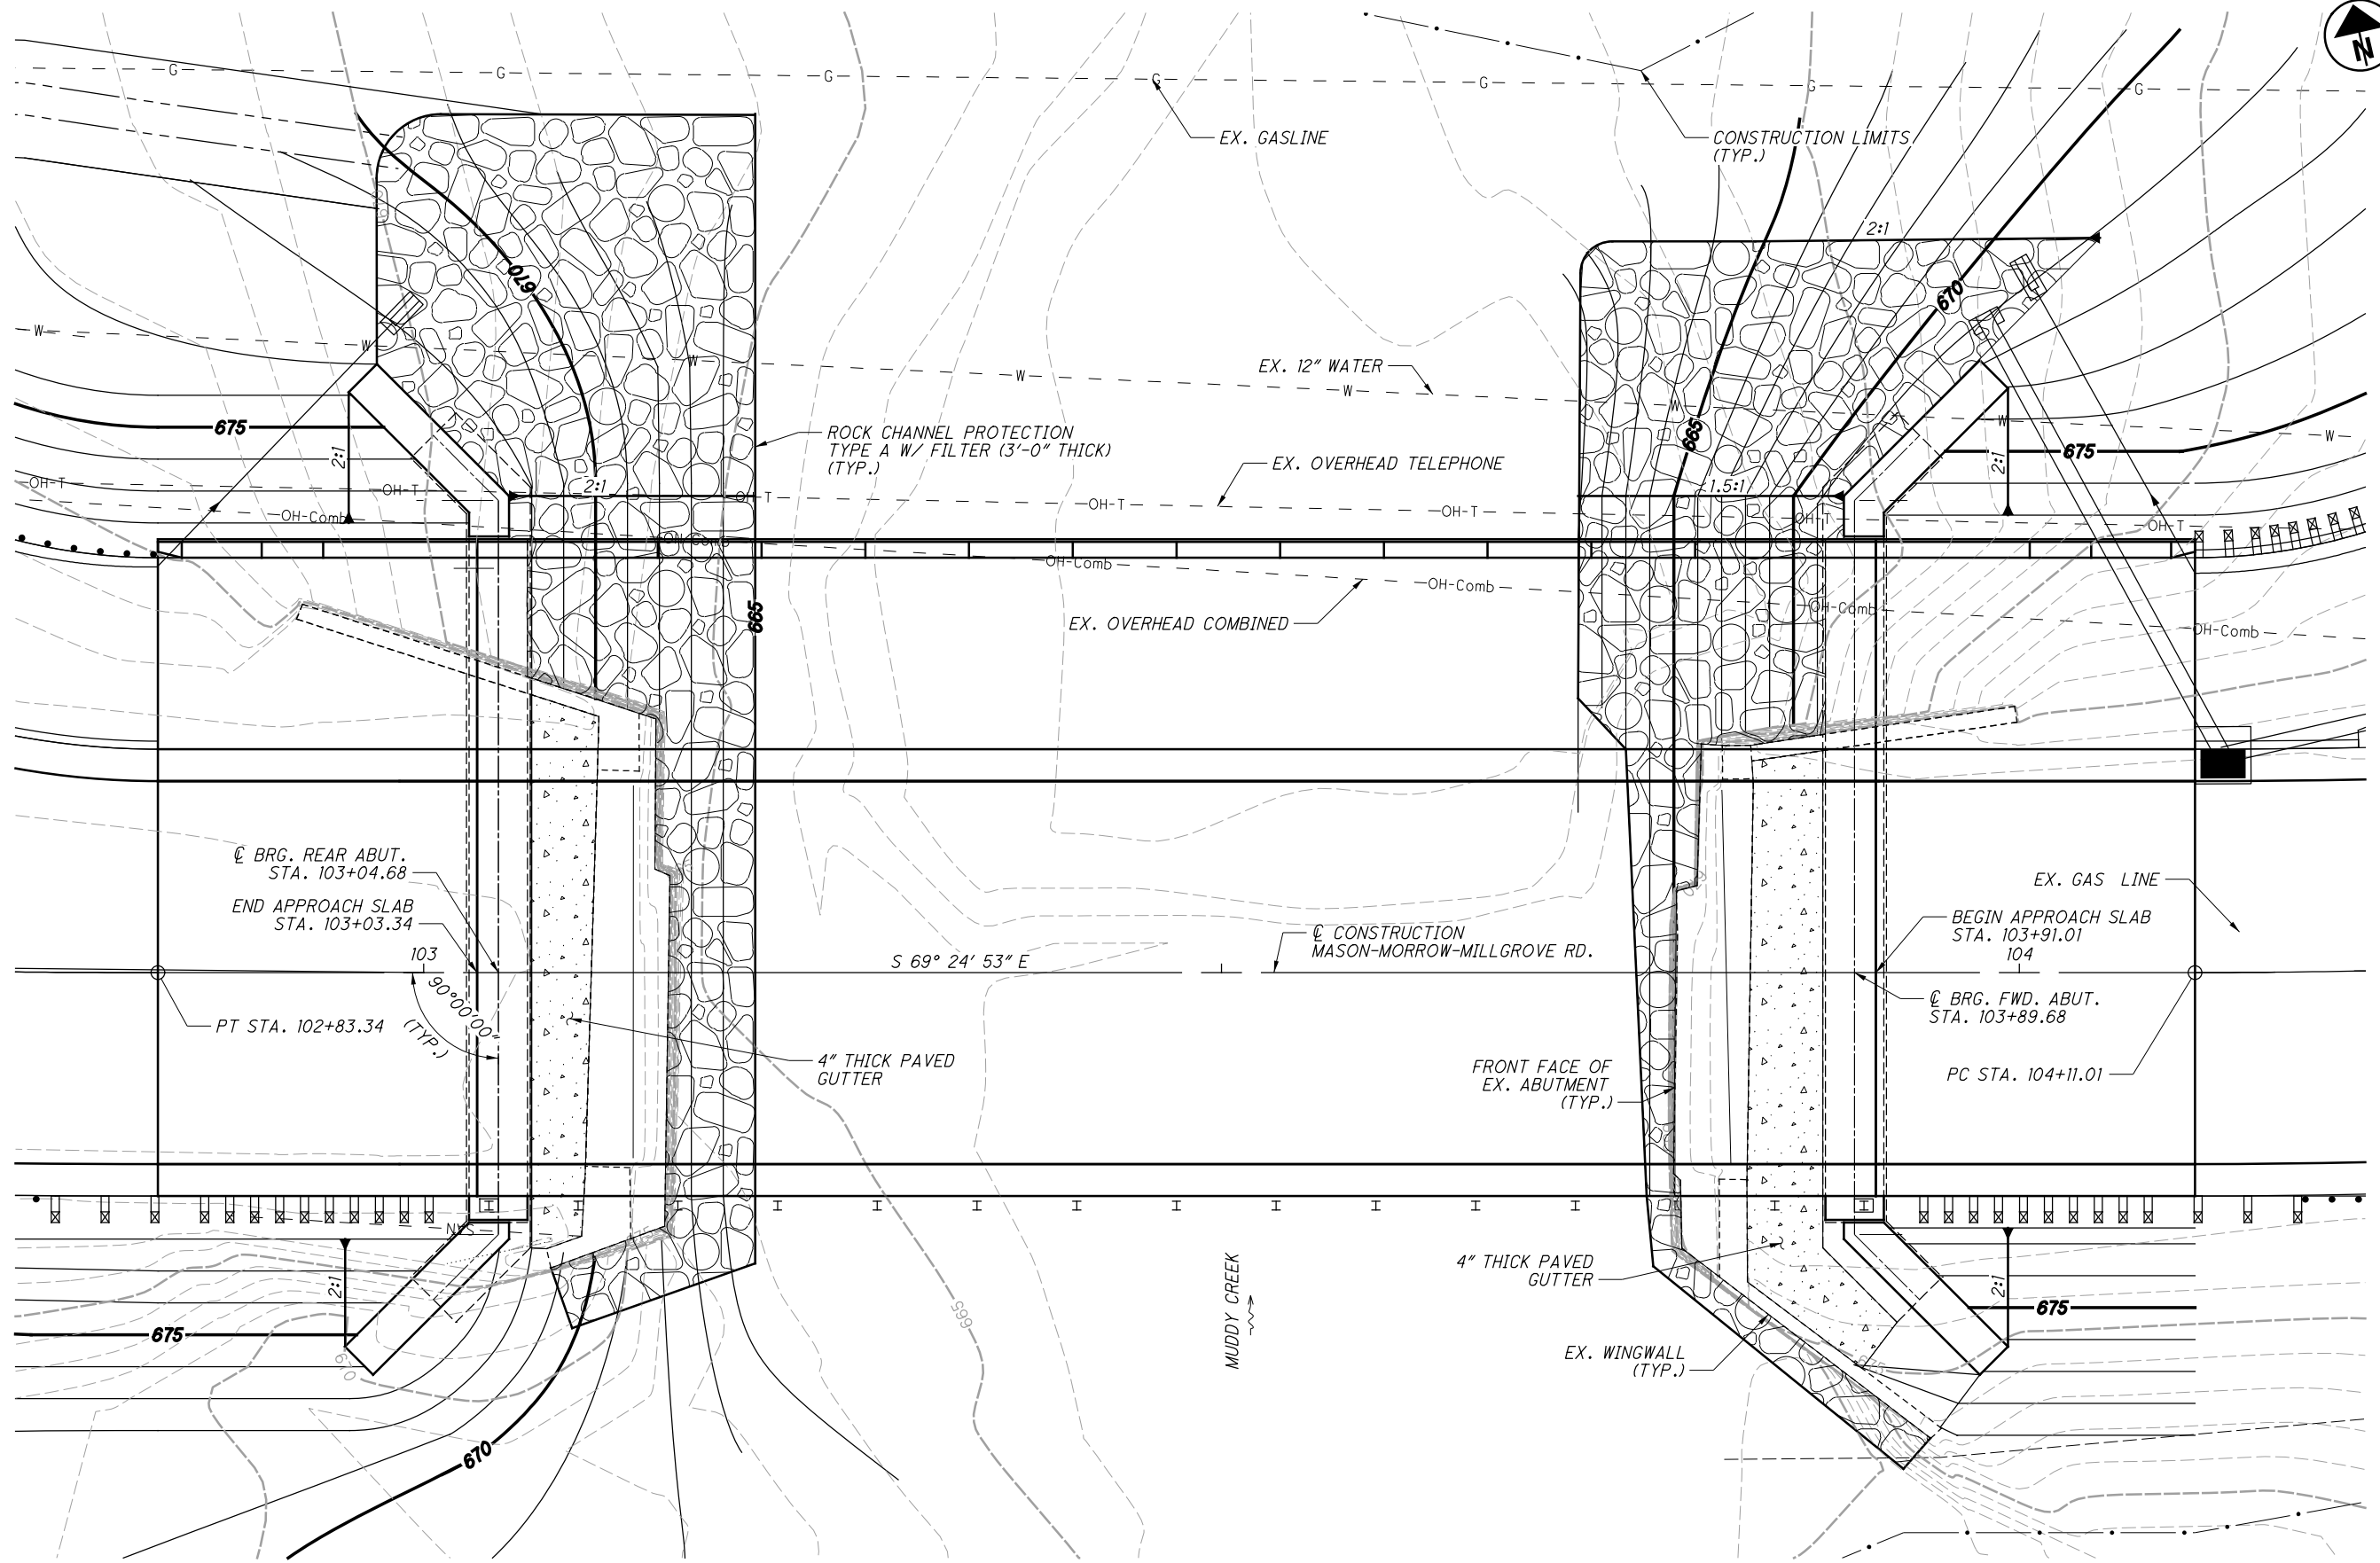 N
G G G G G G G
EX. GASLINE
CONSTRUCTION LIMITS
(TYP.)
2:1
670
670
W W W W W W W W
EX. 12" WATER
675
2:1
ROCK CHANNEL PROTECTION
TYPE A W/ FILTER (3'-0" THICK)
(TYP.)
665
675
2:1
EX. OVERHEAD TELEPHONE
OH-T OH-T OH-T OH-T OH-T OH-T OH-T
2:1
1.5:1
OH-Comb OH-Comb OH-Comb OH-Comb OH-Comb OH-Comb
665
EX. OVERHEAD COMBINED
℄ BRG. REAR ABUT.
STA. 103+04.68
END APPROACH SLAB
STA. 103+03.34
103
S 69° 24' 53" E
℄ CONSTRUCTION
MASON-MORROW-MILLGROVE RD.
EX. GAS LINE
BEGIN APPROACH SLAB
STA. 103+91.01
104
90°00'00"
(TYP.)
PT STA. 102+83.34
℄ BRG. FWD. ABUT.
STA. 103+89.68
4" THICK PAVED
GUTTER
FRONT FACE OF
EX. ABUTMENT
(TYP.)
PC STA. 104+11.01
SAN
2:1
675
670
670
665
MUDDY CREEK
4" THICK PAVED
GUTTER
EX. WINGWALL
(TYP.)
2:1
675